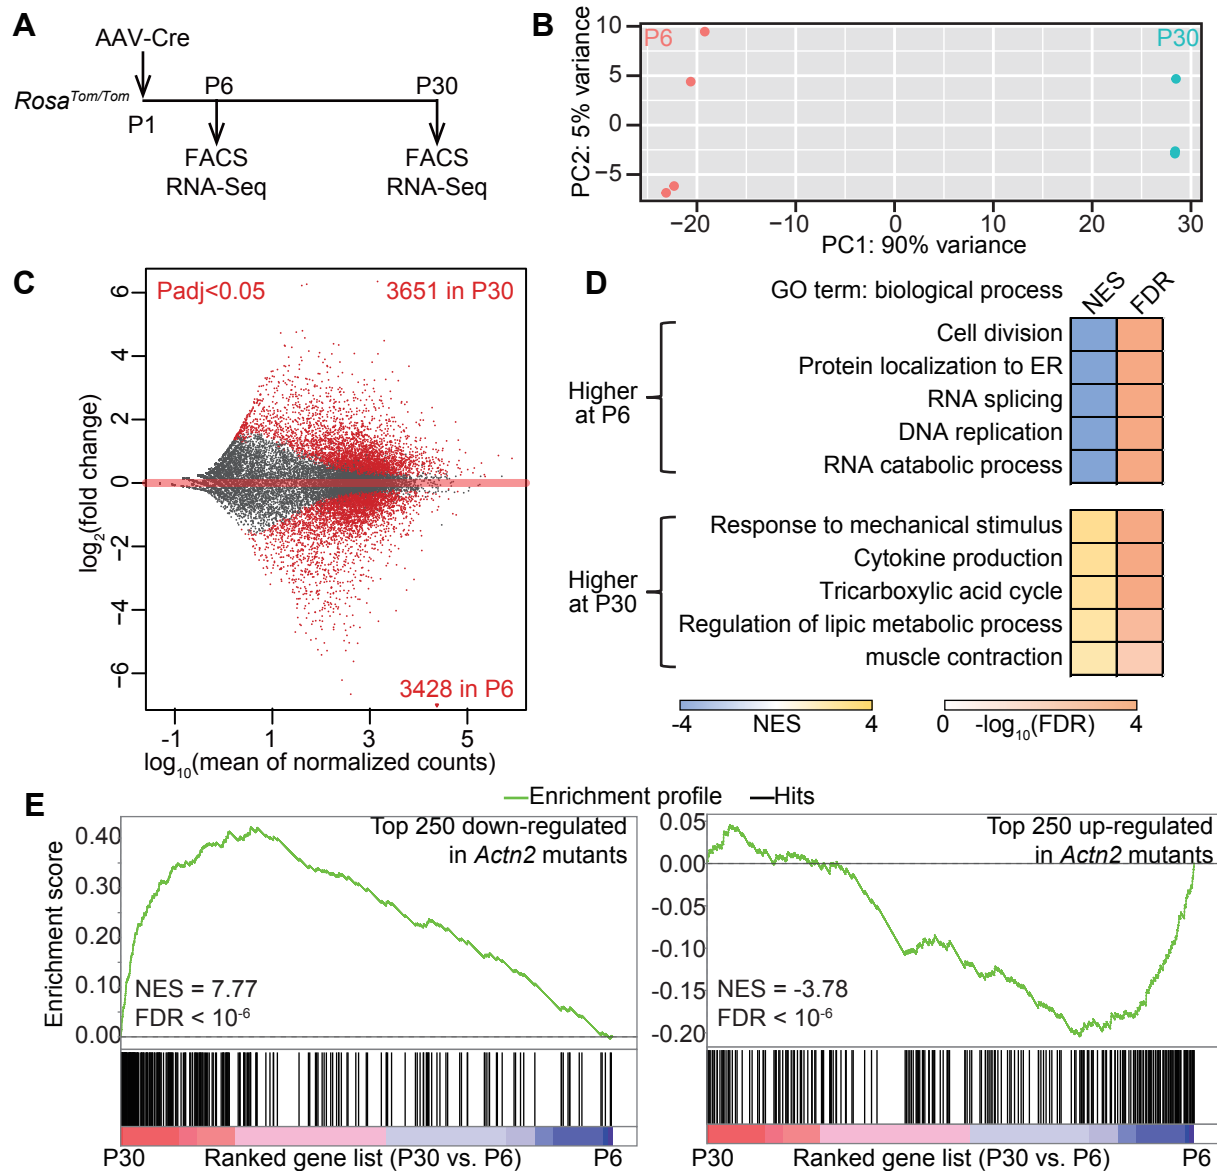 A
AAV-Cre
Rosa^Tom/Tom
P1
P6
P30
FACS
RNA-Seq
FACS
RNA-Seq
B
P6
P30
PC2: 5% variance
10
5
0
−5
−20
−10
0
10
20
30
PC1: 90% variance
C
Padj<0.05
3651 in P30
3428 in P6
log2(fold change)
6
4
2
0
−2
−4
−6
-1
1
3
5
log10(mean of normalized counts)
D
GO term: biological process
NES
FDR
Higher
at P6
Cell division
Protein localization to ER
RNA splicing
DNA replication
RNA catabolic process
Higher
at P30
Response to mechanical stimulus
Cytokine production
Tricarboxylic acid cycle
Regulation of lipic metabolic process
muscle contraction
-4
NES
4
0
-log10(FDR)
4
E
Enrichment profile
Hits
Enrichment score
0.40
0.30
0.20
0.10
0.00
Top 250 down-regulated
in Actn2 mutants
NES = 7.77
FDR < 10^-6
P30
Ranked gene list (P30 vs. P6)
P6
0.05
0.00
-0.05
-0.10
-0.15
-0.20
Top 250 up-regulated
in Actn2 mutants
NES = -3.78
FDR < 10^-6
P30
Ranked gene list (P30 vs. P6)
P6